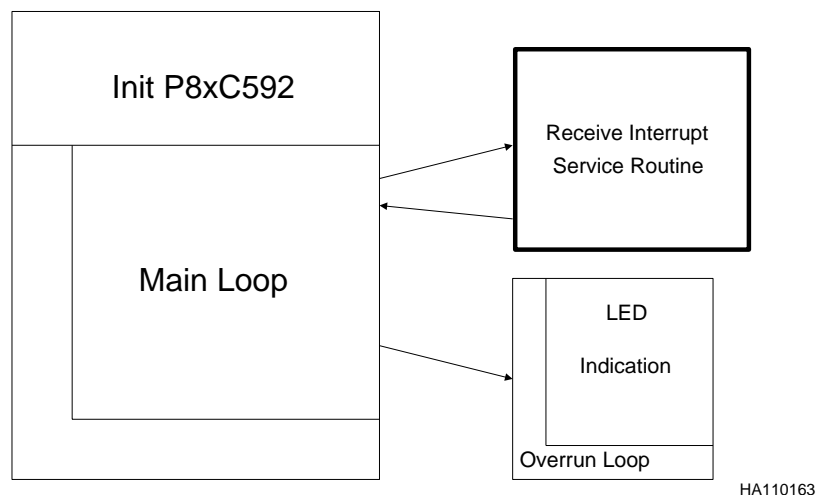 Init P8xC592
Receive Interrupt
Service Routine
Main Loop
LED
Indication
Overrun Loop
HA110163